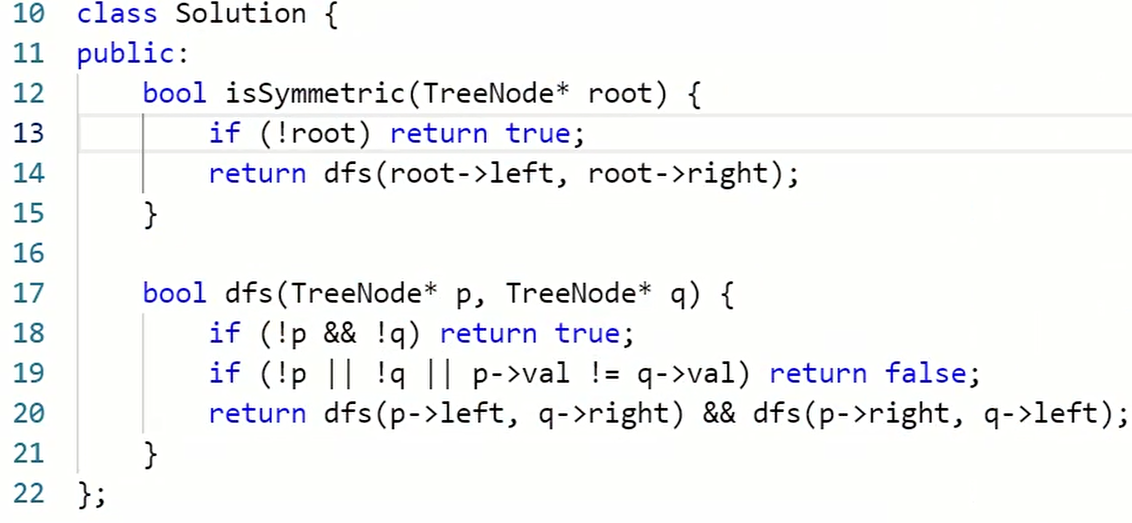 10 class Solution {
11 public:
12     bool isSymmetric(TreeNode* root) {
13         if (!root) return true;
14         return dfs(root->left, root->right);
15     }
16
17     bool dfs(TreeNode* p, TreeNode* q) {
18         if (!p && !q) return true;
19         if (!p || !q || p->val != q->val) return false;
20         return dfs(p->left, q->right) && dfs(p->right, q->left);
21     }
22 };